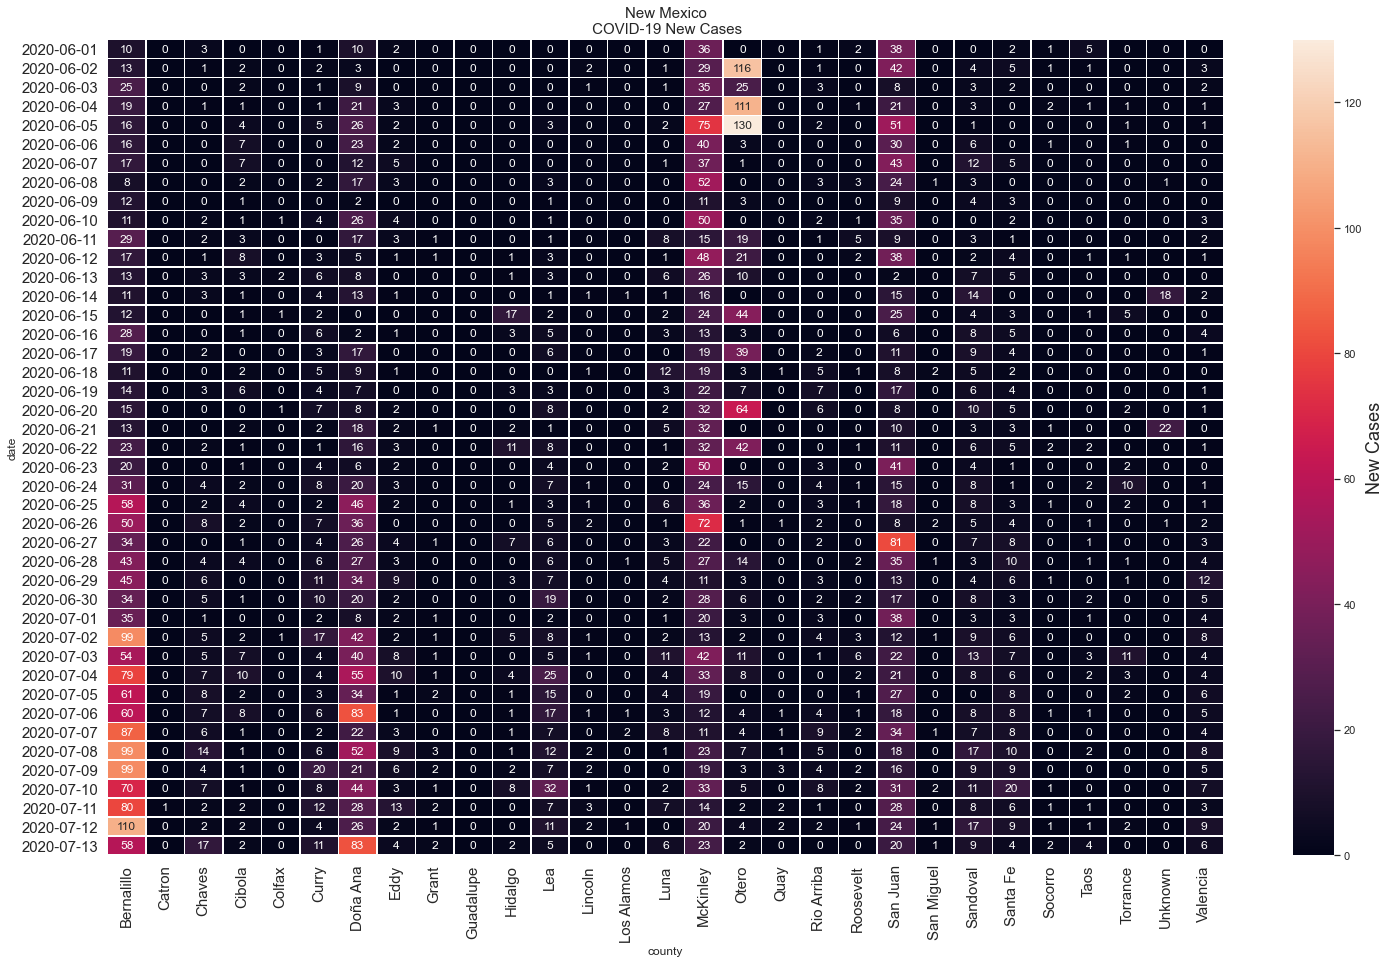 New Mexico
COVID-19 New Cases
2020-06-01 10 0 3 0 0 1 10 2 0 0 0 0 0 0 0 36 0 0 1 2 38 0 0 2 1 5 0 0 0
2020-06-02 13 0 1 2 0 2 3 0 0 0 0 0 2 0 1 29 116 0 1 0 42 0 4 5 1 1 0 0 3
2020-06-03 25 0 0 2 0 1 9 0 0 0 0 0 1 0 1 35 25 0 3 0 8 0 3 2 0 0 0 0 2
2020-06-04 19 0 1 1 0 1 21 3 0 0 0 0 0 0 0 27 111 0 0 1 21 0 3 0 2 1 1 0 1
2020-06-05 16 0 0 4 0 5 26 2 0 0 0 3 0 0 2 75 130 0 2 0 51 0 1 0 0 0 1 0 1
2020-06-06 16 0 0 7 0 0 23 2 0 0 0 0 0 0 0 40 3 0 0 0 30 0 6 0 1 0 1 0 0
2020-06-07 17 0 0 7 0 0 12 5 0 0 0 0 0 0 1 37 1 0 0 0 43 0 12 5 0 0 0 0 0
2020-06-08 8 0 0 2 0 2 17 3 0 0 0 3 0 0 0 52 0 0 3 3 24 1 3 0 0 0 0 1 0
2020-06-09 12 0 0 1 0 0 2 0 0 0 0 1 0 0 0 11 3 0 0 0 9 0 4 3 0 0 0 0 0
2020-06-10 11 0 2 1 1 4 26 4 0 0 0 1 0 0 0 50 0 0 2 1 35 0 0 2 0 0 0 0 3
2020-06-11 29 0 2 3 0 0 17 3 1 0 0 1 0 0 8 15 19 0 1 5 9 0 3 1 0 0 0 0 2
2020-06-12 17 0 1 8 0 3 5 1 1 0 1 3 0 0 1 48 21 0 0 2 38 0 2 4 0 1 1 0 1
2020-06-13 13 0 3 3 2 6 8 0 0 0 1 3 0 0 6 26 10 0 0 0 2 0 7 5 0 0 0 0 0
2020-06-14 11 0 3 1 0 4 13 1 0 0 0 1 1 1 1 16 0 0 0 0 15 0 14 0 0 0 0 18 2
2020-06-15 12 0 0 1 1 2 0 0 0 0 17 2 0 0 2 24 44 0 0 0 25 0 4 3 0 1 5 0 0
2020-06-16 28 0 0 1 0 6 2 1 0 0 3 5 0 0 3 13 3 0 0 0 6 0 8 5 0 0 0 0 4
2020-06-17 19 0 2 0 0 3 17 0 0 0 0 6 0 0 0 19 39 0 2 0 11 0 9 4 0 0 0 0 1
2020-06-18 11 0 0 2 0 5 9 1 0 0 0 0 1 0 12 19 3 1 5 1 8 2 5 2 0 0 0 0 0
2020-06-19 14 0 3 6 0 4 7 0 0 0 3 3 0 0 3 22 7 0 7 0 17 0 6 4 0 0 0 0 1
2020-06-20 15 0 0 0 1 7 8 2 0 0 0 8 0 0 2 32 64 0 6 0 8 0 10 5 0 0 2 0 1
2020-06-21 13 0 0 2 0 2 18 2 1 0 2 1 0 0 5 32 0 0 0 0 10 0 3 3 1 0 0 22 0
2020-06-22 23 0 2 1 0 1 16 3 0 0 11 8 0 0 1 32 42 0 0 1 11 0 6 5 2 2 0 0 1
2020-06-23 20 0 0 1 0 4 6 2 0 0 0 4 0 0 2 50 0 0 3 0 41 0 4 1 0 0 2 0 0
2020-06-24 31 0 4 2 0 8 20 3 0 0 0 7 1 0 0 24 15 0 4 1 15 0 8 1 0 2 10 0 1
2020-06-25 58 0 2 4 0 2 46 2 0 0 1 3 1 0 6 36 2 0 3 1 18 0 8 3 1 0 2 0 1
2020-06-26 50 0 8 2 0 7 36 0 0 0 0 5 2 0 1 72 1 1 2 0 8 2 5 4 0 1 0 1 2
2020-06-27 34 0 0 1 0 4 26 4 1 0 7 6 0 0 3 22 0 0 2 0 81 0 7 8 0 1 0 0 3
2020-06-28 43 0 4 4 0 6 27 3 0 0 0 6 0 1 5 27 14 0 0 2 35 1 3 10 0 1 1 0 4
2020-06-29 45 0 6 0 0 11 34 9 0 0 3 7 0 0 4 11 3 0 3 0 13 0 4 6 1 0 1 0 12
2020-06-30 34 0 5 1 0 10 20 2 0 0 0 19 0 0 2 28 6 0 2 2 17 0 8 3 0 2 0 0 5
2020-07-01 35 0 1 0 0 2 8 2 1 0 0 2 0 0 1 20 3 0 3 0 38 0 3 3 0 1 0 0 4
2020-07-02 99 0 5 2 1 17 42 2 1 0 5 8 1 0 2 13 2 0 4 3 12 1 9 6 0 0 0 0 8
2020-07-03 54 0 5 7 0 4 40 8 1 0 0 5 1 0 11 42 11 0 1 6 22 0 13 7 0 3 11 0 4
2020-07-04 79 0 7 10 0 4 55 10 1 0 4 25 0 0 4 33 8 0 0 2 21 0 8 6 0 2 3 0 4
2020-07-05 61 0 8 2 0 3 34 1 2 0 1 15 0 0 4 19 0 0 0 1 27 0 0 8 0 0 2 0 6
2020-07-06 60 0 7 8 0 6 83 1 0 0 1 17 1 1 3 12 4 1 4 1 18 0 8 8 1 1 0 0 5
2020-07-07 87 0 6 1 0 2 22 3 0 0 1 7 0 2 8 11 4 1 9 2 34 1 7 8 0 0 0 0 4
2020-07-08 99 0 14 1 0 6 52 9 3 0 1 12 2 0 1 23 7 1 5 0 18 0 17 10 0 2 0 0 8
2020-07-09 99 0 4 1 0 20 21 6 2 0 2 7 2 0 0 19 3 3 4 2 16 0 9 9 0 0 0 0 5
2020-07-10 70 0 7 1 0 8 44 3 1 0 8 32 1 0 2 33 5 0 8 2 31 2 11 20 1 0 0 0 7
2020-07-11 80 1 2 2 0 12 28 13 2 0 0 7 3 0 7 14 2 2 1 0 28 0 8 6 1 1 0 0 3
2020-07-12 110 0 2 2 0 4 26 2 1 0 0 11 2 1 0 20 4 2 2 1 24 1 17 9 1 1 2 0 9
2020-07-13 58 0 17 2 0 11 83 4 2 0 2 5 0 0 6 23 2 0 0 0 20 1 9 4 2 4 0 0 6
date
Bernalillo Catron Chaves Cibola Colfax Curry Doña Ana Eddy Grant Guadalupe Hidalgo Lea Lincoln Los Alamos Luna McKinley Otero Quay Rio Arriba Roosevelt San Juan San Miguel Sandoval Santa Fe Socorro Taos Torrance Unknown Valencia
county
120
100
80
60
40
20
0
New Cases